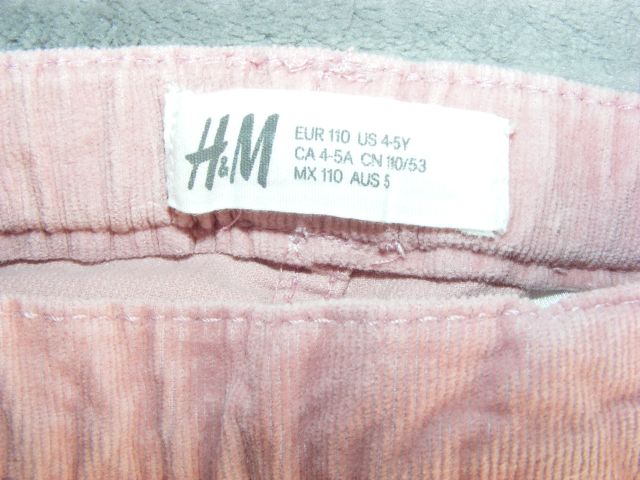 H&M
EUR 110 US 4-5Y
CA 4-5A CN 110/53
MX 110 AUS 5